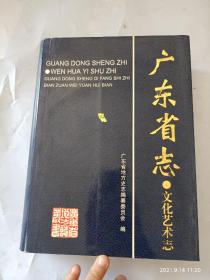 GUANG DONG SHENG ZHI
●WEN HUA YI SHU ZHI
GUANG DONG SHENG DI FANG SHI ZHI
BIAN ZUAN WEI YUAN HUI BIAN
广东省志
●文化艺术志
广东省地方史志编纂委员会 编
2021.9.14 14:20